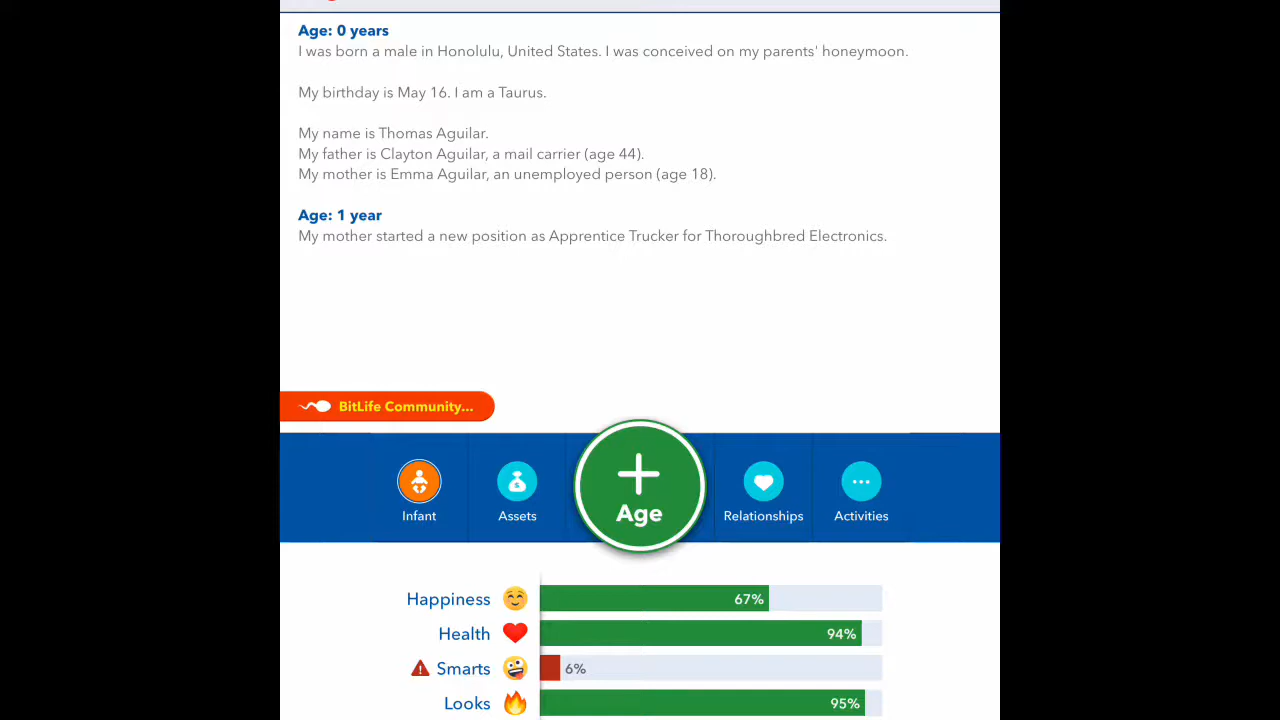 Age: 0 years
I was born a male in Honolulu, United States. I was conceived on my parents' honeymoon.
My birthday is May 16. I am a Taurus.
My name is Thomas Aguilar.
My father is Clayton Aguilar, a mail carrier (age 44).
My mother is Emma Aguilar, an unemployed person (age 18).
Age: 1 year
My mother started a new position as Apprentice Trucker for Thoroughbred Electronics.
BitLife Community...
Infant
Assets
Age
Relationships
Activities
Happiness 67%
Health 94%
Smarts 6%
Looks 95%